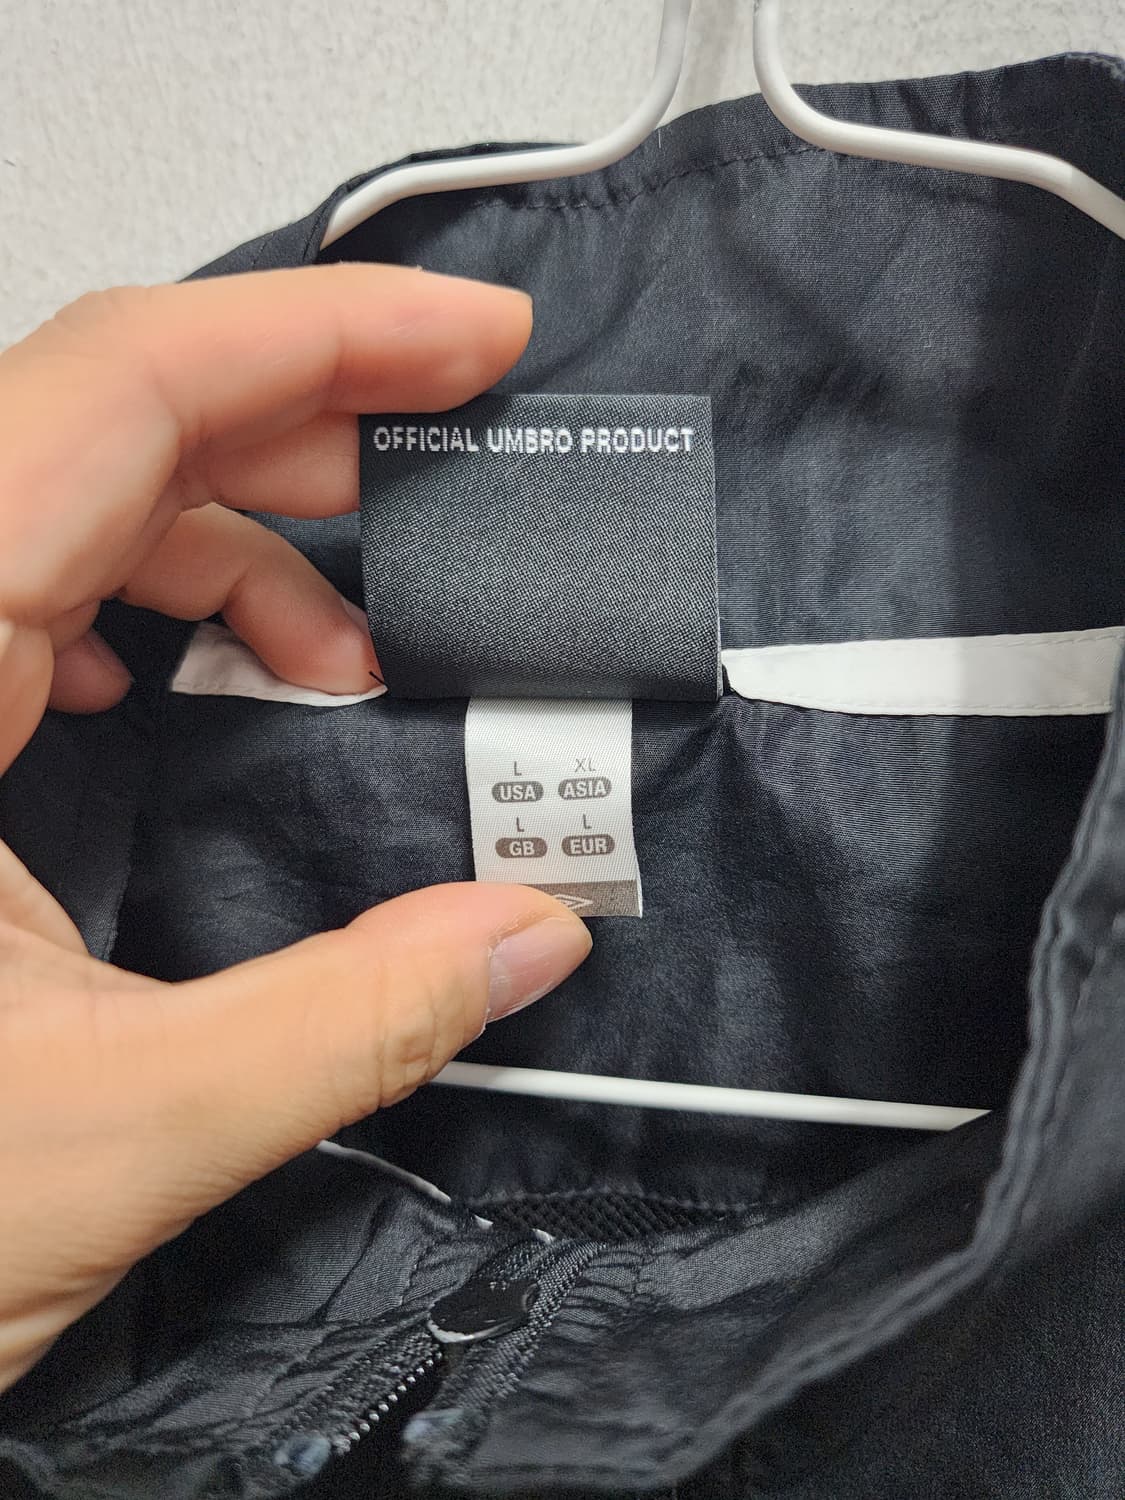 OFFICIAL UMBRO PRODUCT
L XL
USA ASIA
L L
GB EUR